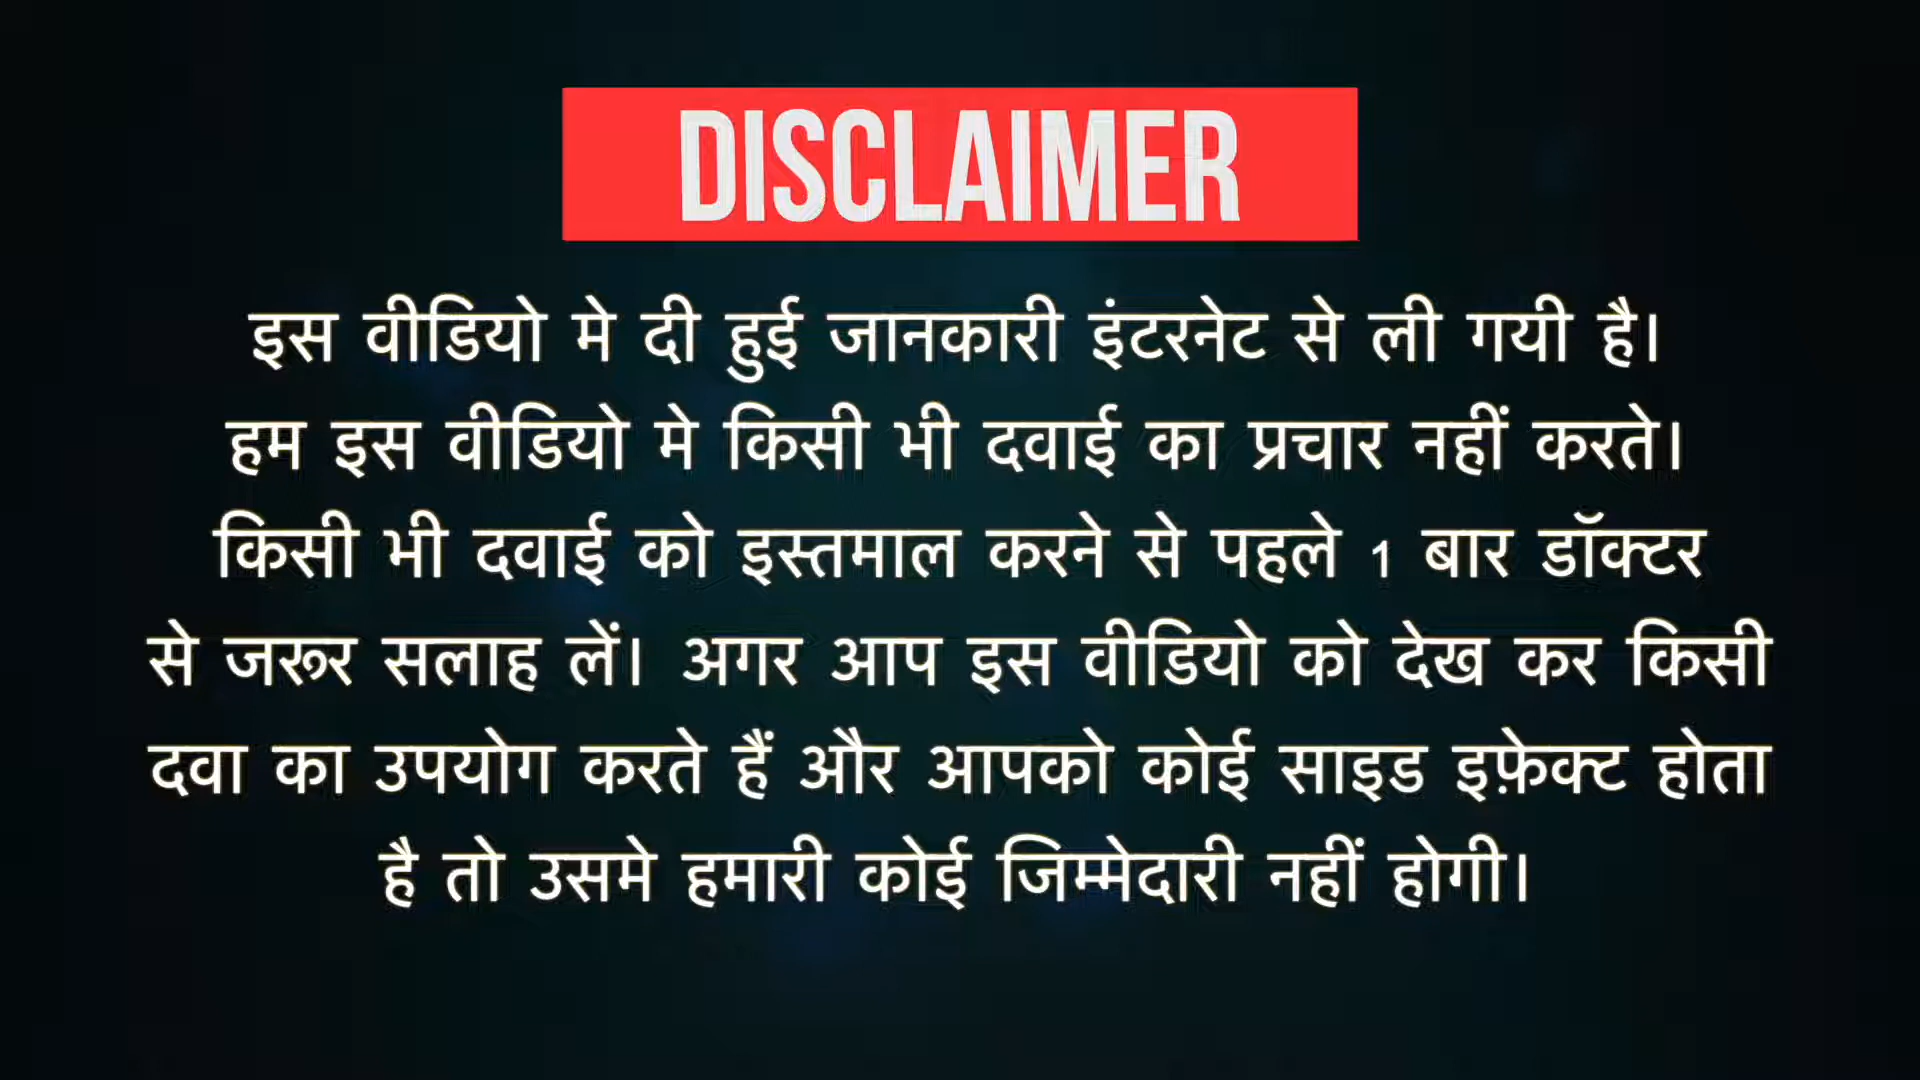 DISCLAIMER
इस वीडियो मे दी हुई जानकारी इंटरनेट से ली गयी है।
हम इस वीडियो मे किसी भी दवाई का प्रचार नहीं करते।
किसी भी दवाई को इस्तमाल करने से पहले 1 बार डॉक्टर
से जरूर सलाह लें। अगर आप इस वीडियो को देख कर किसी
दवा का उपयोग करते हैं और आपको कोई साइड इफ़ेक्ट होता
है तो उसमे हमारी कोई जिम्मेदारी नहीं होगी।